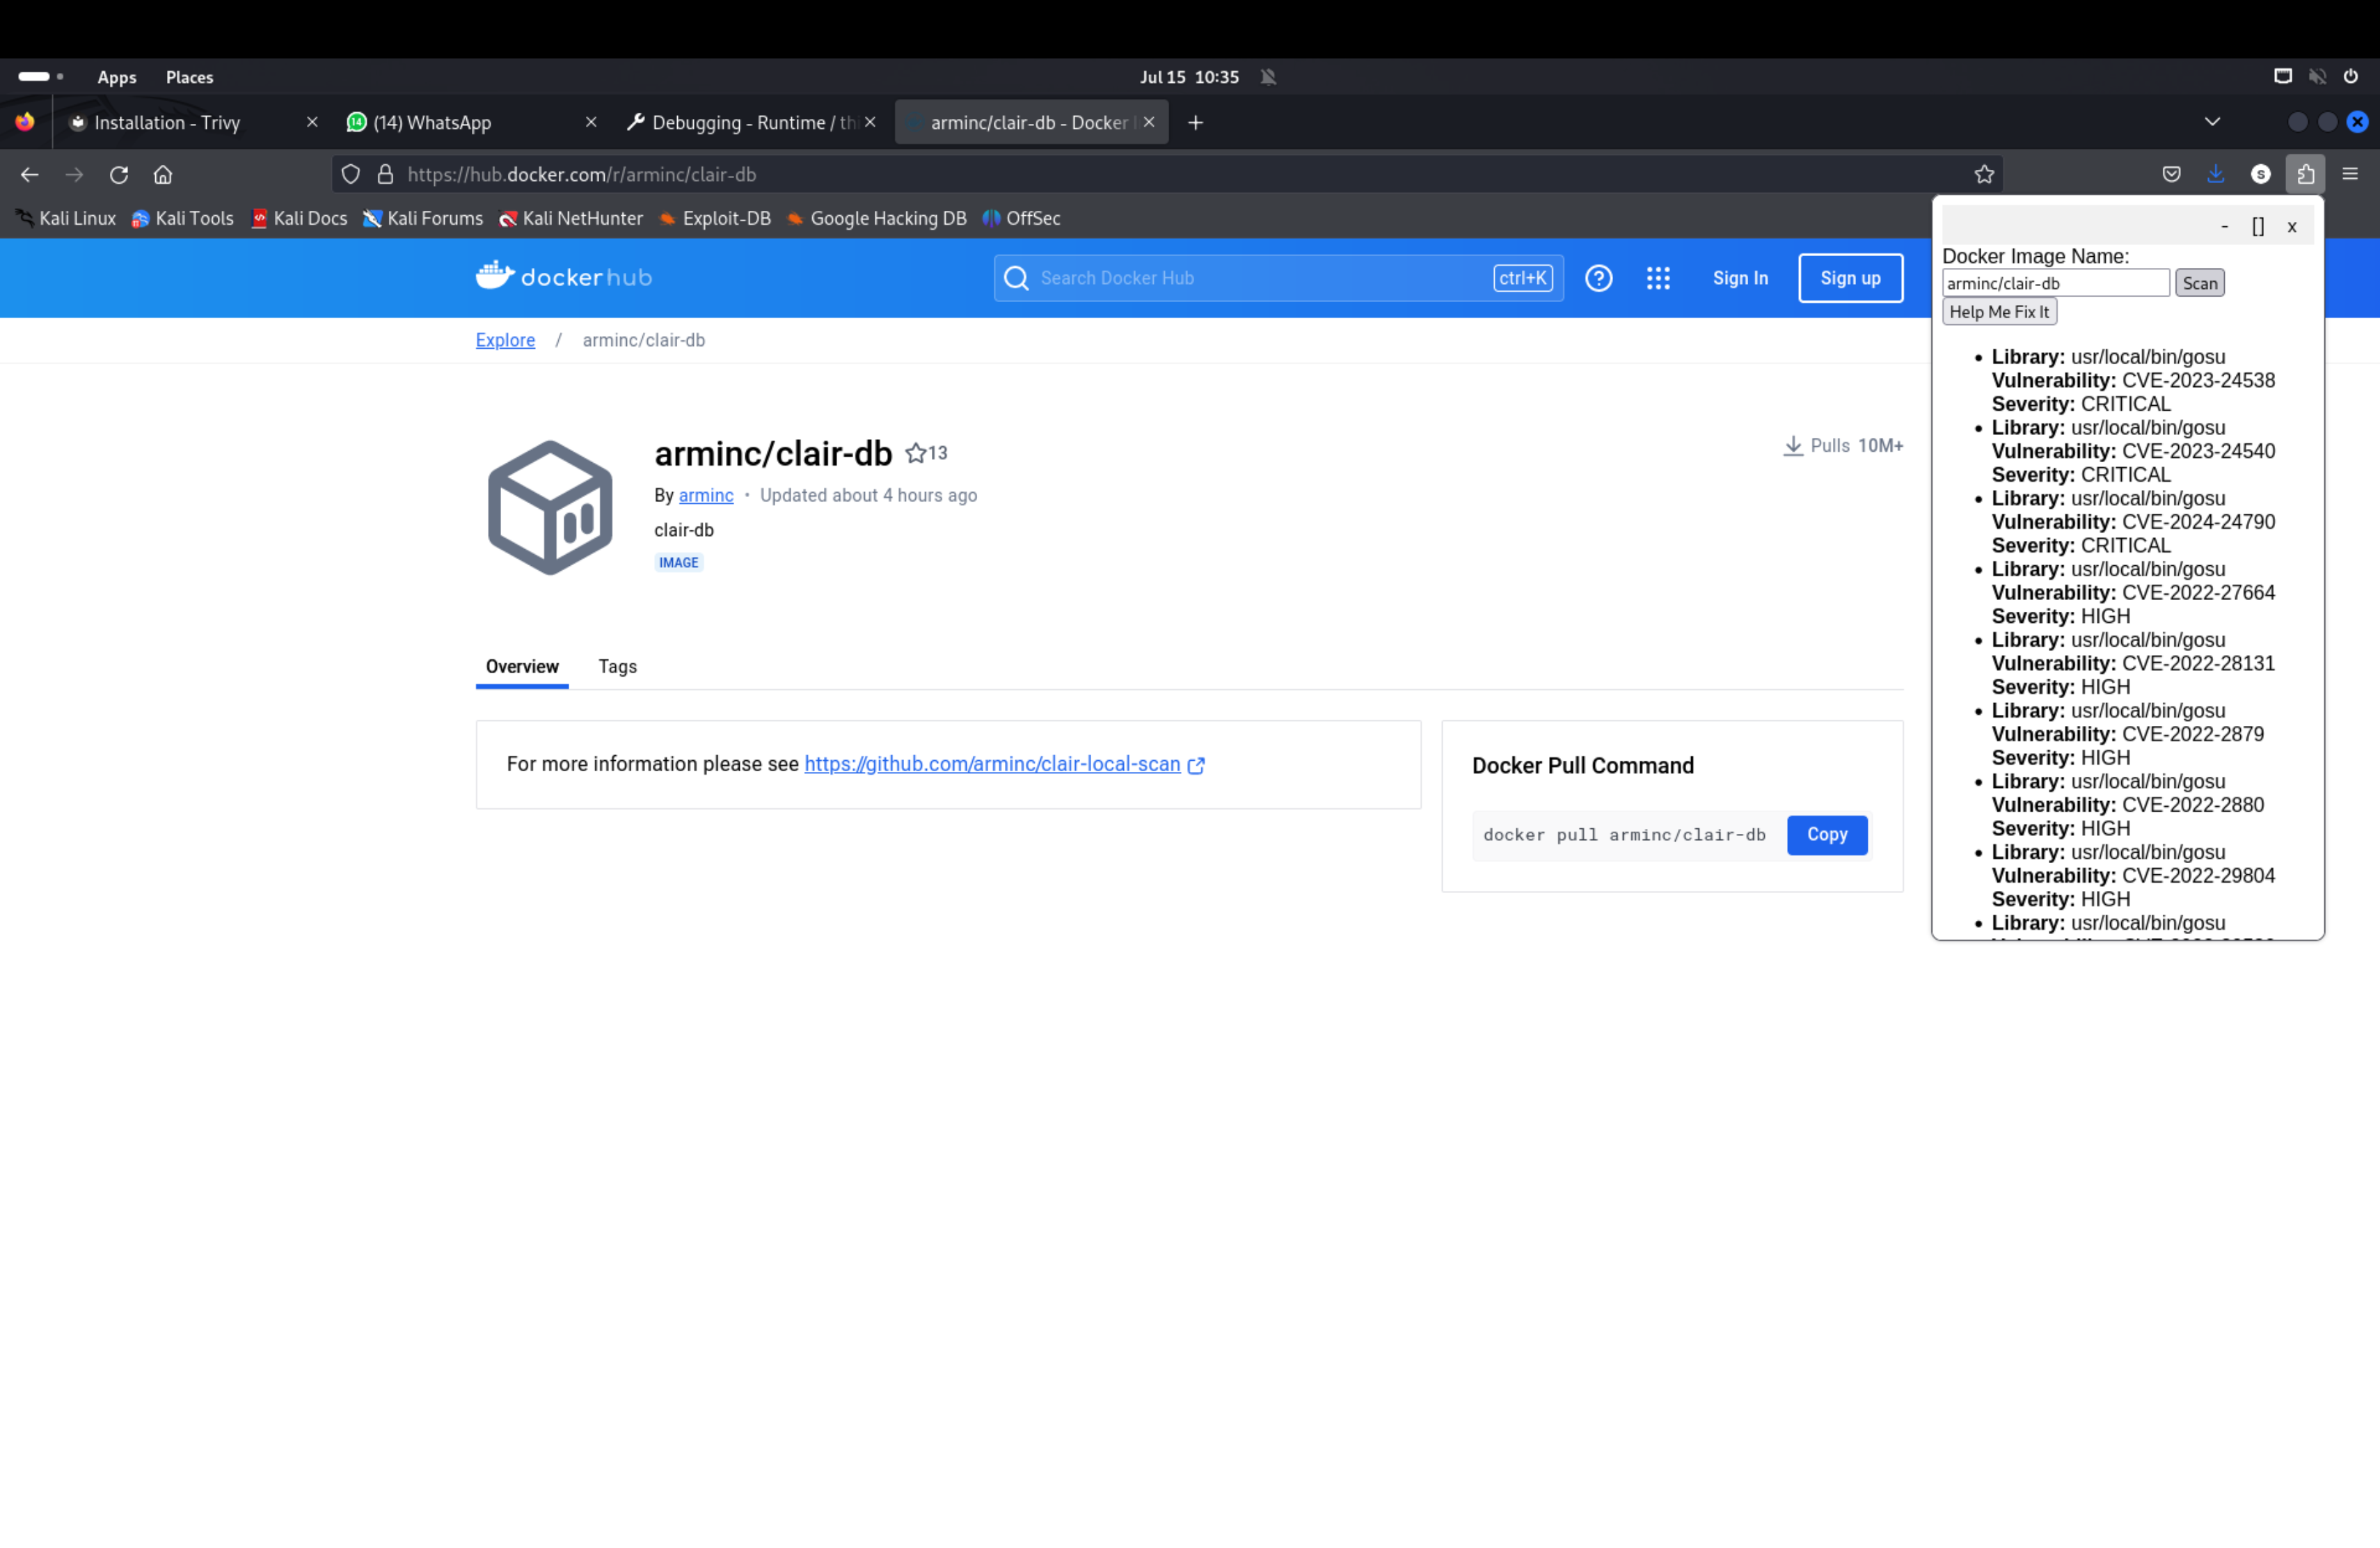 Apps Places Jul 15 10:35
Installation - Trivy (14) WhatsApp Debugging - Runtime / th arminc/clair-db - Docker
https://hub.docker.com/r/arminc/clair-db
Kali Linux Kali Tools Kali Docs Kali Forums Kali NetHunter Exploit-DB Google Hacking DB OffSec
dockerhub Search Docker Hub ctrl+K Sign In Sign up
Explore / arminc/clair-db
arminc/clair-db 13
Pulls 10M+
By arminc • Updated about 4 hours ago
clair-db
IMAGE
Overview Tags
For more information please see https://github.com/arminc/clair-local-scan
Docker Pull Command
docker pull arminc/clair-db Copy
- [] x
Docker Image Name:
arminc/clair-db Scan
Help Me Fix It
• Library: usr/local/bin/gosu
Vulnerability: CVE-2023-24538
Severity: CRITICAL
• Library: usr/local/bin/gosu
Vulnerability: CVE-2023-24540
Severity: CRITICAL
• Library: usr/local/bin/gosu
Vulnerability: CVE-2024-24790
Severity: CRITICAL
• Library: usr/local/bin/gosu
Vulnerability: CVE-2022-27664
Severity: HIGH
• Library: usr/local/bin/gosu
Vulnerability: CVE-2022-28131
Severity: HIGH
• Library: usr/local/bin/gosu
Vulnerability: CVE-2022-2879
Severity: HIGH
• Library: usr/local/bin/gosu
Vulnerability: CVE-2022-2880
Severity: HIGH
• Library: usr/local/bin/gosu
Vulnerability: CVE-2022-29804
Severity: HIGH
• Library: usr/local/bin/gosu